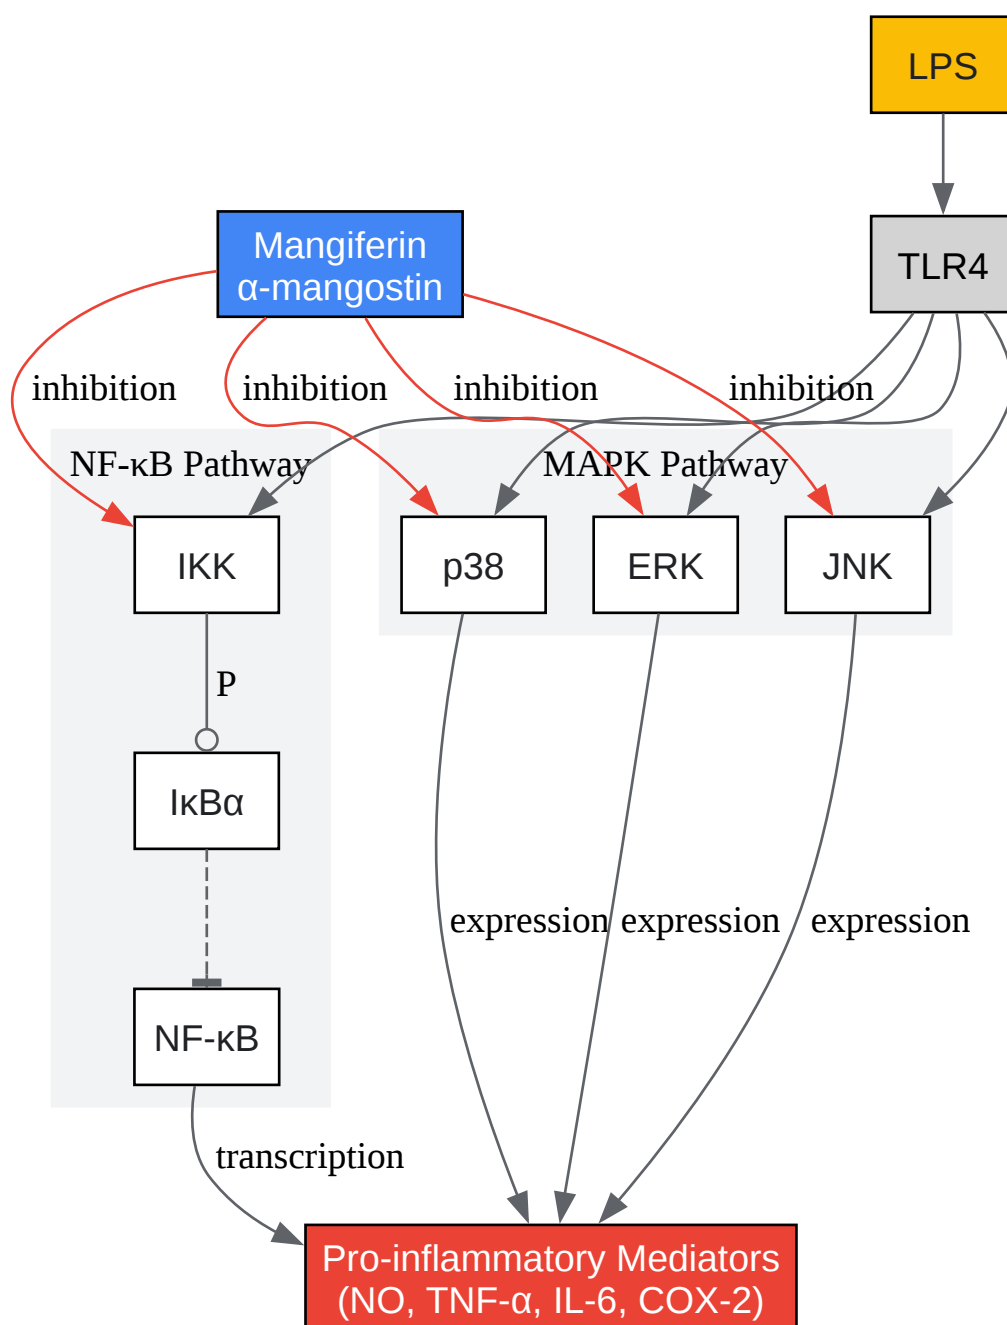 LPS
Mangiferin
α-mangostin
TLR4
inhibition
inhibition
inhibition
inhibition
NF-κB Pathway
MAPK Pathway
IKK
p38
ERK
JNK
P
IκBα
expression
expression
expression
NF-κB
transcription
Pro-inflammatory Mediators
(NO, TNF-α, IL-6, COX-2)